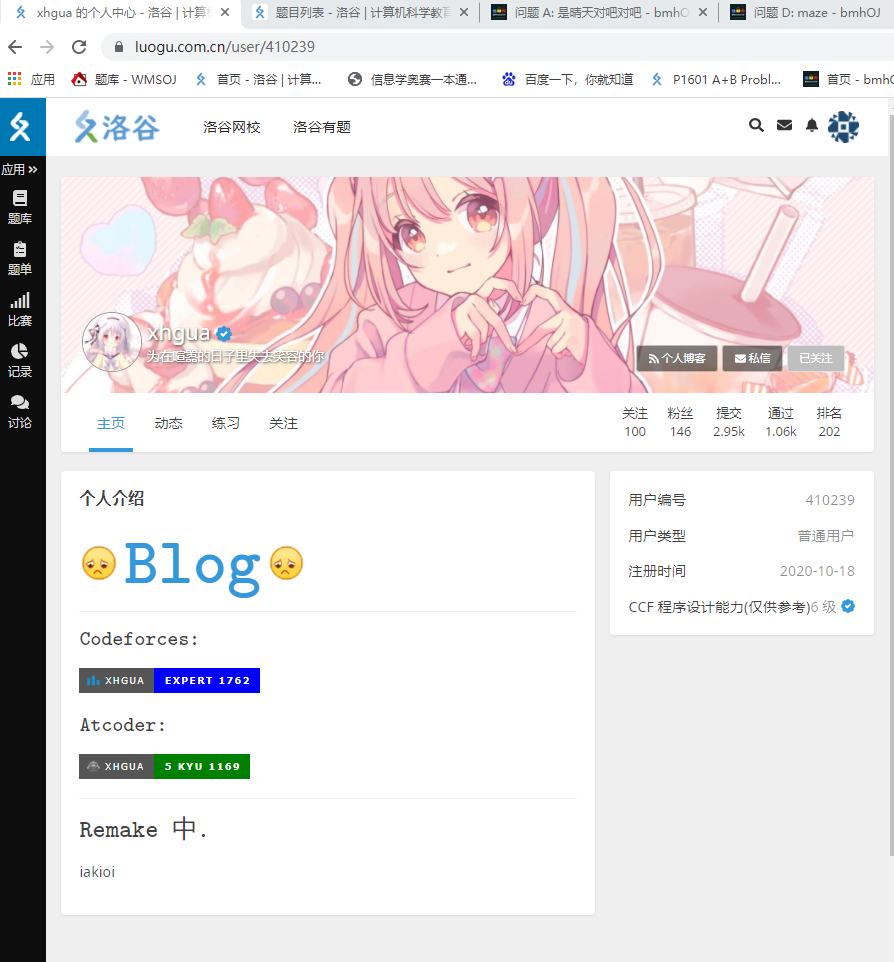 xhgua 的个人中心 - 洛谷 | 计算机
题目列表 - 洛谷 | 计算机科学教育
问题 A: 是晴天对吧对吧 - bmhO
问题 D: maze - bmhOJ
luogu.com.cn/user/410239
应用 题库 - WMSOJ 首页 - 洛谷 | 计算... 信息学奥赛一本通... 百度一下，你就知道 P1601 A+B Probl... 首页 - bmhO
洛谷 洛谷网校 洛谷有题
应用
题库
题单
比赛
记录
讨论
xhgua
为在喧嚣的日子里失去笑容的你
个人博客 私信 已关注
主页 动态 练习 关注
关注 粉丝 提交 通过 排名
100 146 2.95k 1.06k 202
个人介绍
Blog
Codeforces:
XHGUA EXPERT 1762
Atcoder:
XHGUA 5 KYU 1169
Remake 中.
iakioi
用户编号 410239
用户类型 普通用户
注册时间 2020-10-18
CCF 程序设计能力(仅供参考)6 级